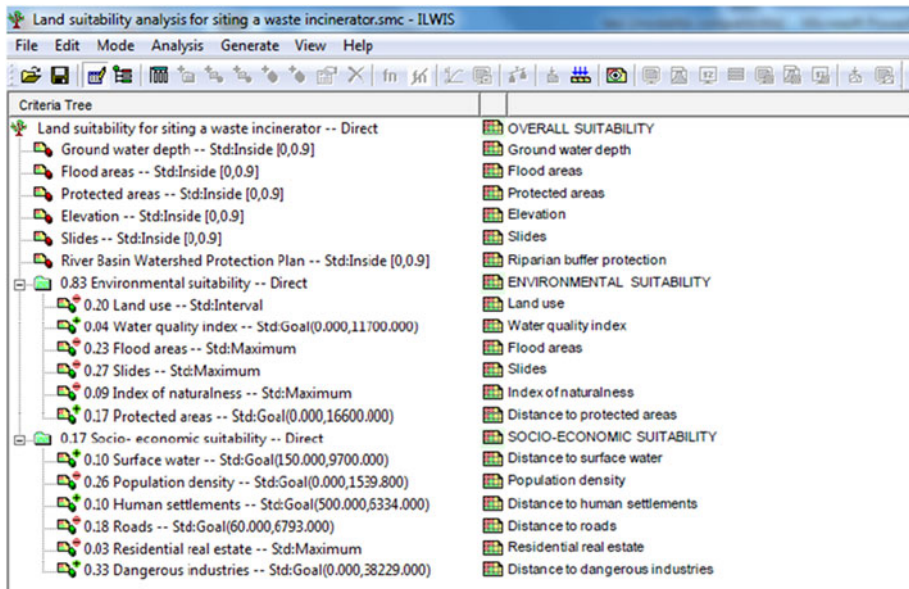 Land suitability analysis for siting a waste incinerator.smc - ILWIS
File Edit Mode Analysis Generate View Help
fn
Criteria Tree
Land suitability for siting a waste incinerator -- Direct OVERALL SUITABILITY
Ground water depth -- Std:Inside [0,0.9] Ground water depth
Flood areas -- Std:Inside [0,0.9] Flood areas
Protected areas -- Std:Inside [0,0.9] Protected areas
Elevation -- Std:Inside [0,0.9] Elevation
Slides -- Std:Inside [0,0.9] Slides
River Basin Watershed Protection Plan -- Std:Inside [0,0.9] Riparian buffer protection
0.83 Environmental suitability -- Direct ENVIRONMENTAL SUITABILITY
0.20 Land use -- Std:Interval Land use
0.04 Water quality index -- Std:Goal(0.000,11700.000) Water quality index
0.23 Flood areas -- Std:Maximum Flood areas
0.27 Slides -- Std:Maximum Slides
0.09 Index of naturalness -- Std:Maximum Index of naturalness
0.17 Protected areas -- Std:Goal(0.000,16600.000) Distance to protected areas
0.17 Socio- economic suitability -- Direct SOCIO-ECONOMIC SUITABILITY
0.10 Surface water -- Std:Goal(150.000,9700.000) Distance to surface water
0.26 Population density -- Std:Goal(0.000,1539.800) Population density
0.10 Human settlements -- Std:Goal(500.000,6334.000) Distance to human settlements
0.18 Roads -- Std:Goal(60.000,6793.000) Distance to roads
0.03 Residential real estate -- Std:Maximum Residential real estate
0.33 Dangerous industries -- Std:Goal(0.000,38229.000) Distance to dangerous industries